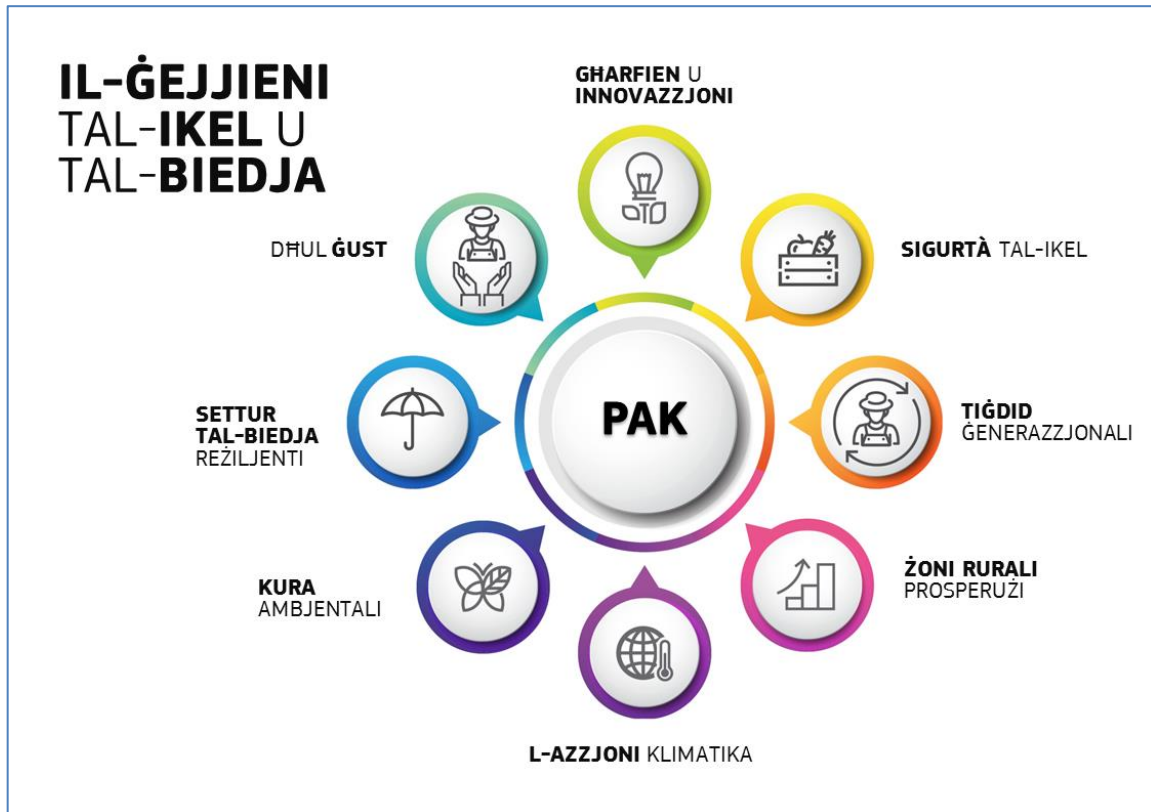 IL-ĠEJJIENI
TAL-IKEL U
TAL-BIEDJA
GĦARFIEN U
INNOVAZZJONI
SIGURTÀ TAL-IKEL
TIĠDID
ĠENERAZZJONALI
ŻONI RURALI
PROSPERUŻI
L-AZZJONI KLIMATIKA
KURA
AMBJENTALI
SETTUR
TAL-BIEDJA
REŻILJENTI
DĦUL ĠUST
PAK